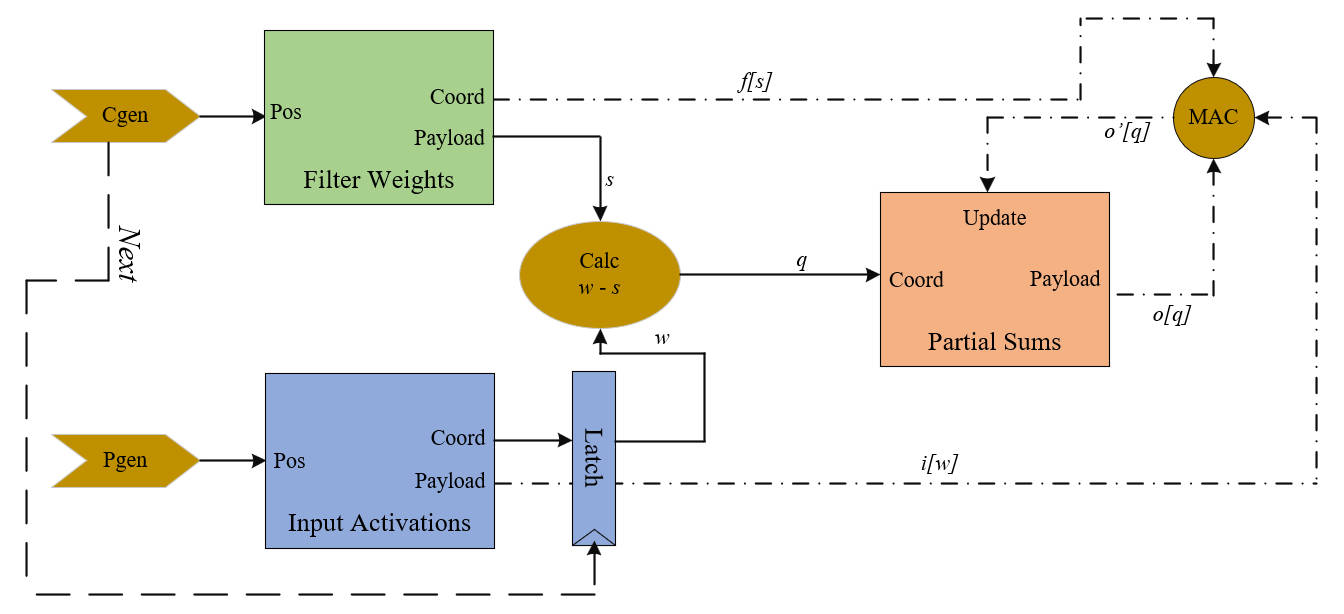 f[s]
Cgen
Pos
Coord
Payload
Filter Weights
MAC
o’[q]
s
Update
Next
Calc
w - s
q
Coord
Payload
o[q]
Partial Sums
w
Pgen
Pos
Coord
Payload
Input Activations
Latch
i[w]